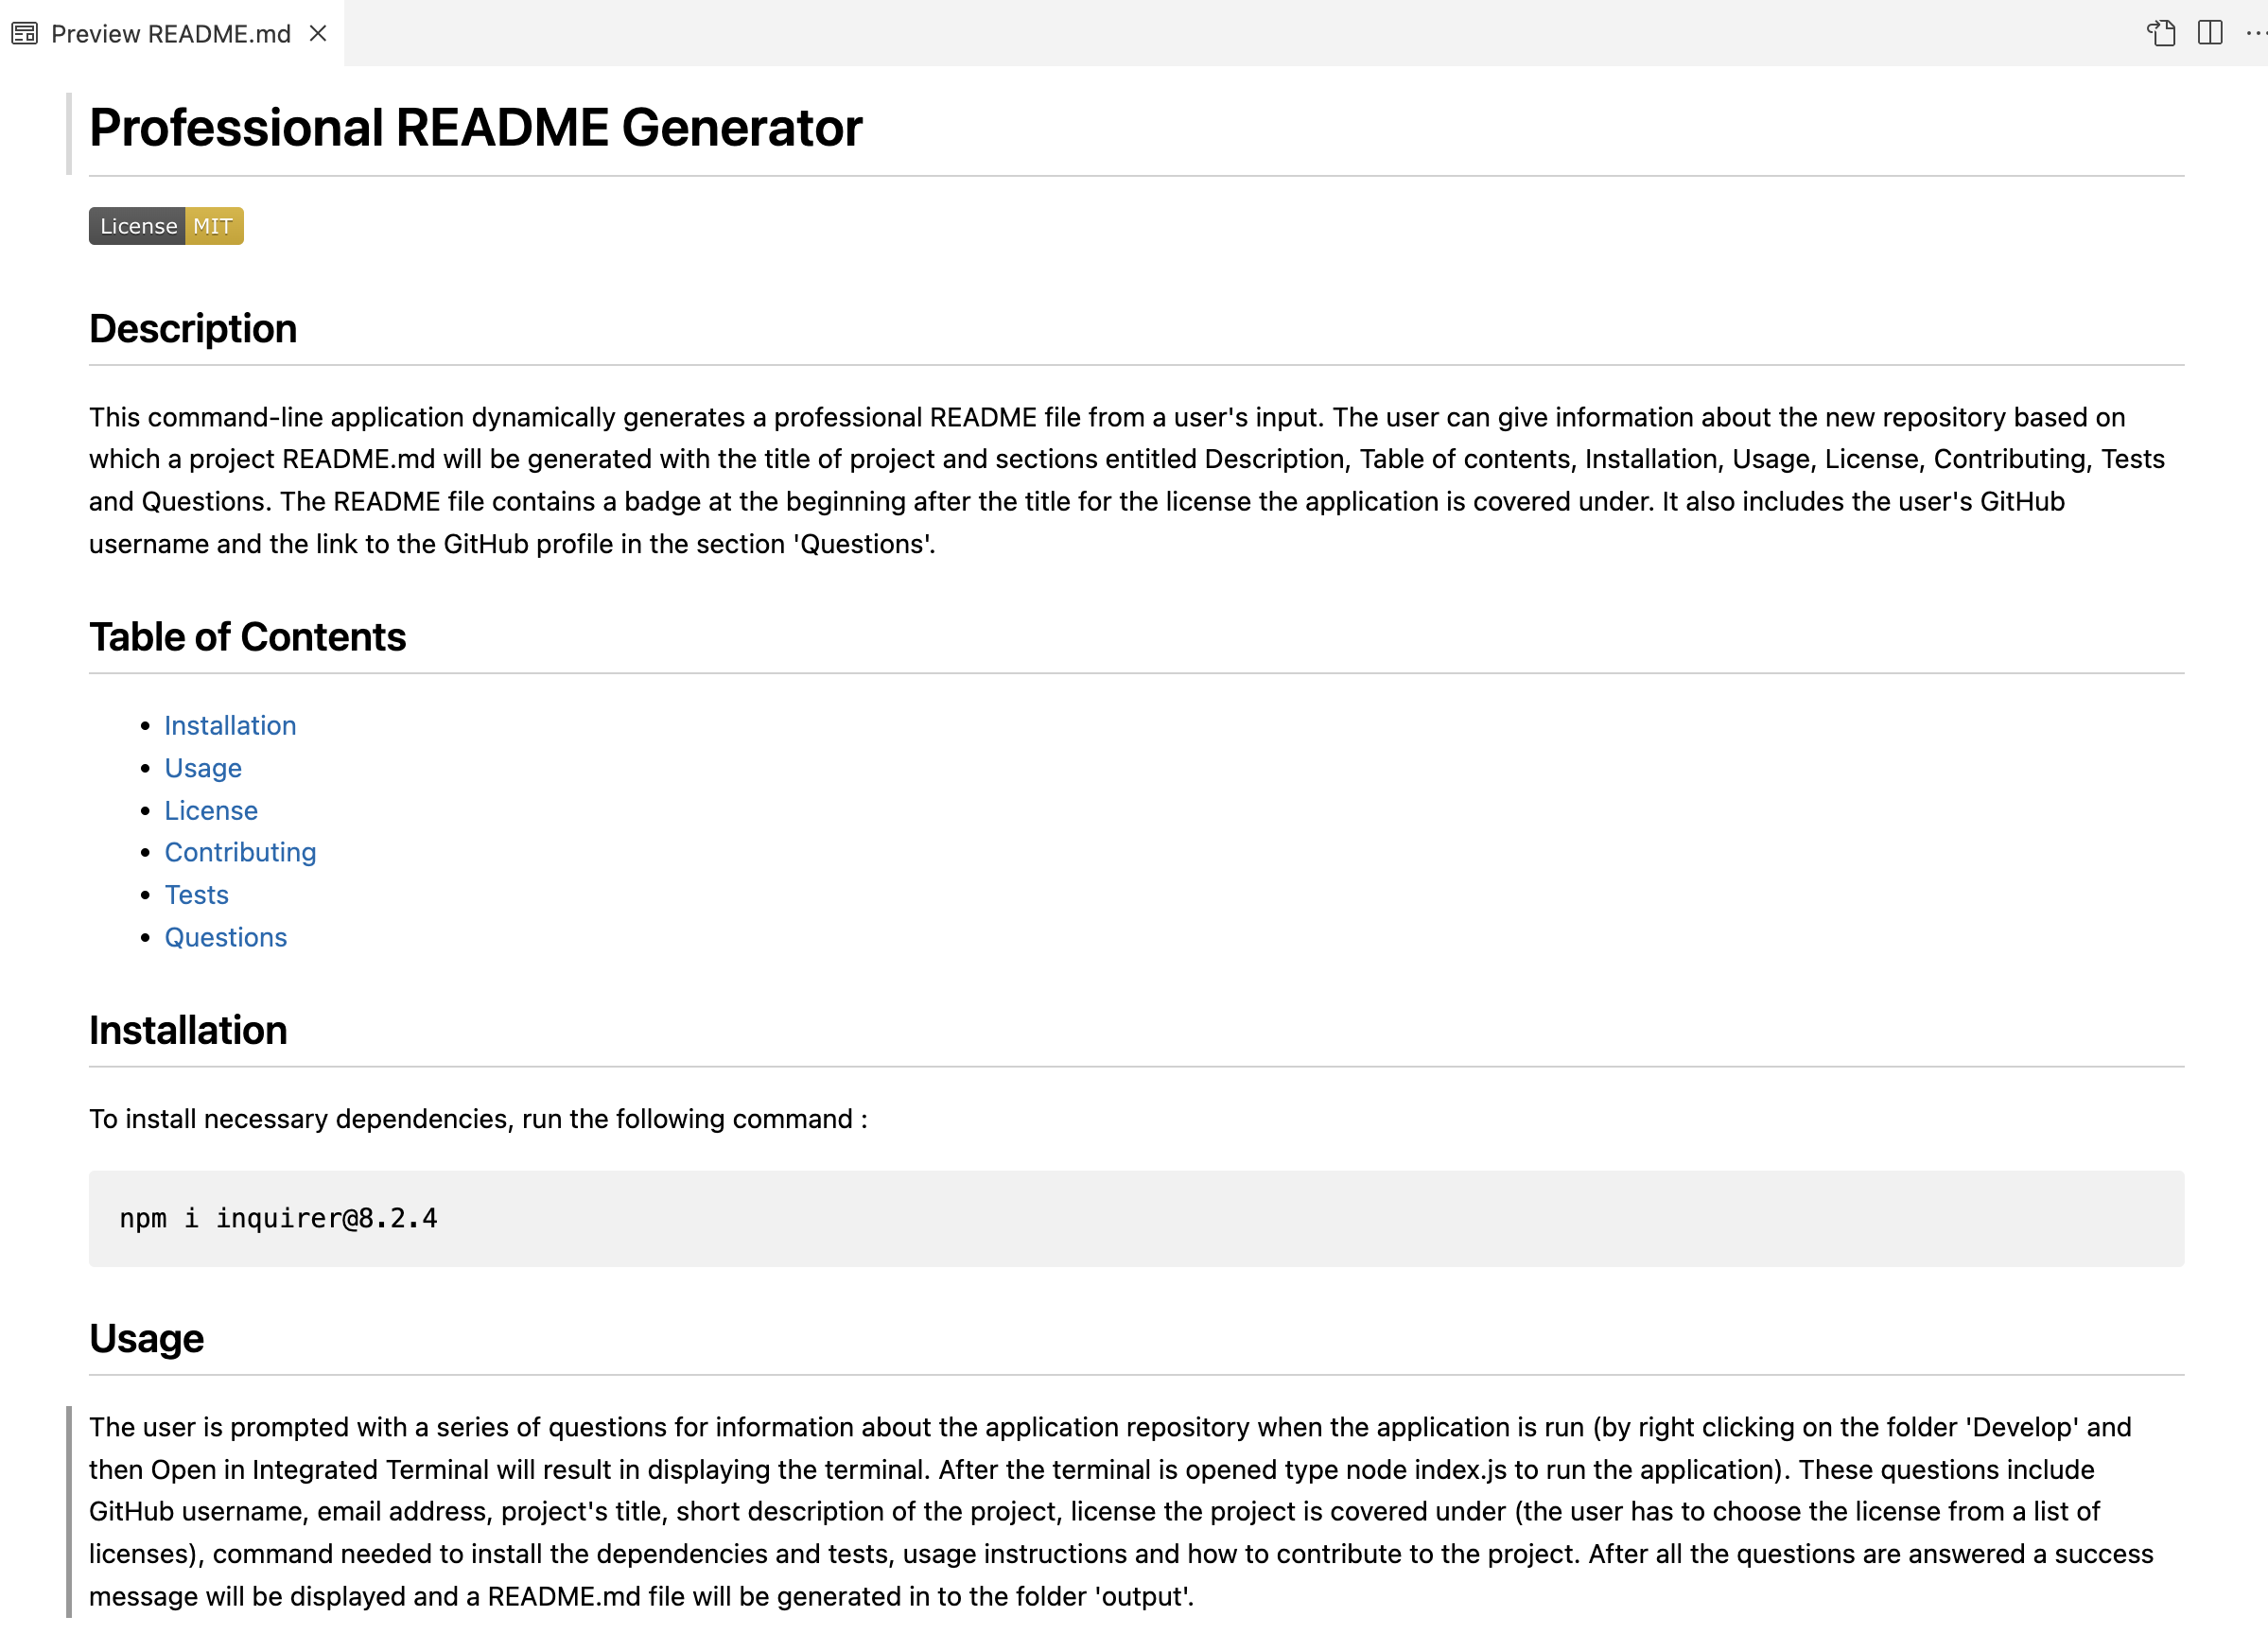 Preview README.md
Professional README Generator
License MIT
Description
This command-line application dynamically generates a professional README file from a user's input. The user can give information about the new repository based on
which a project README.md will be generated with the title of project and sections entitled Description, Table of contents, Installation, Usage, License, Contributing, Tests
and Questions. The README file contains a badge at the beginning after the title for the license the application is covered under. It also includes the user's GitHub
username and the link to the GitHub profile in the section 'Questions'.
Table of Contents
• Installation
• Usage
• License
• Contributing
• Tests
• Questions
Installation
To install necessary dependencies, run the following command :
npm i inquirer@8.2.4
Usage
The user is prompted with a series of questions for information about the application repository when the application is run (by right clicking on the folder 'Develop' and
then Open in Integrated Terminal will result in displaying the terminal. After the terminal is opened type node index.js to run the application). These questions include
GitHub username, email address, project's title, short description of the project, license the project is covered under (the user has to choose the license from a list of
licenses), command needed to install the dependencies and tests, usage instructions and how to contribute to the project. After all the questions are answered a success
message will be displayed and a README.md file will be generated in to the folder 'output'.